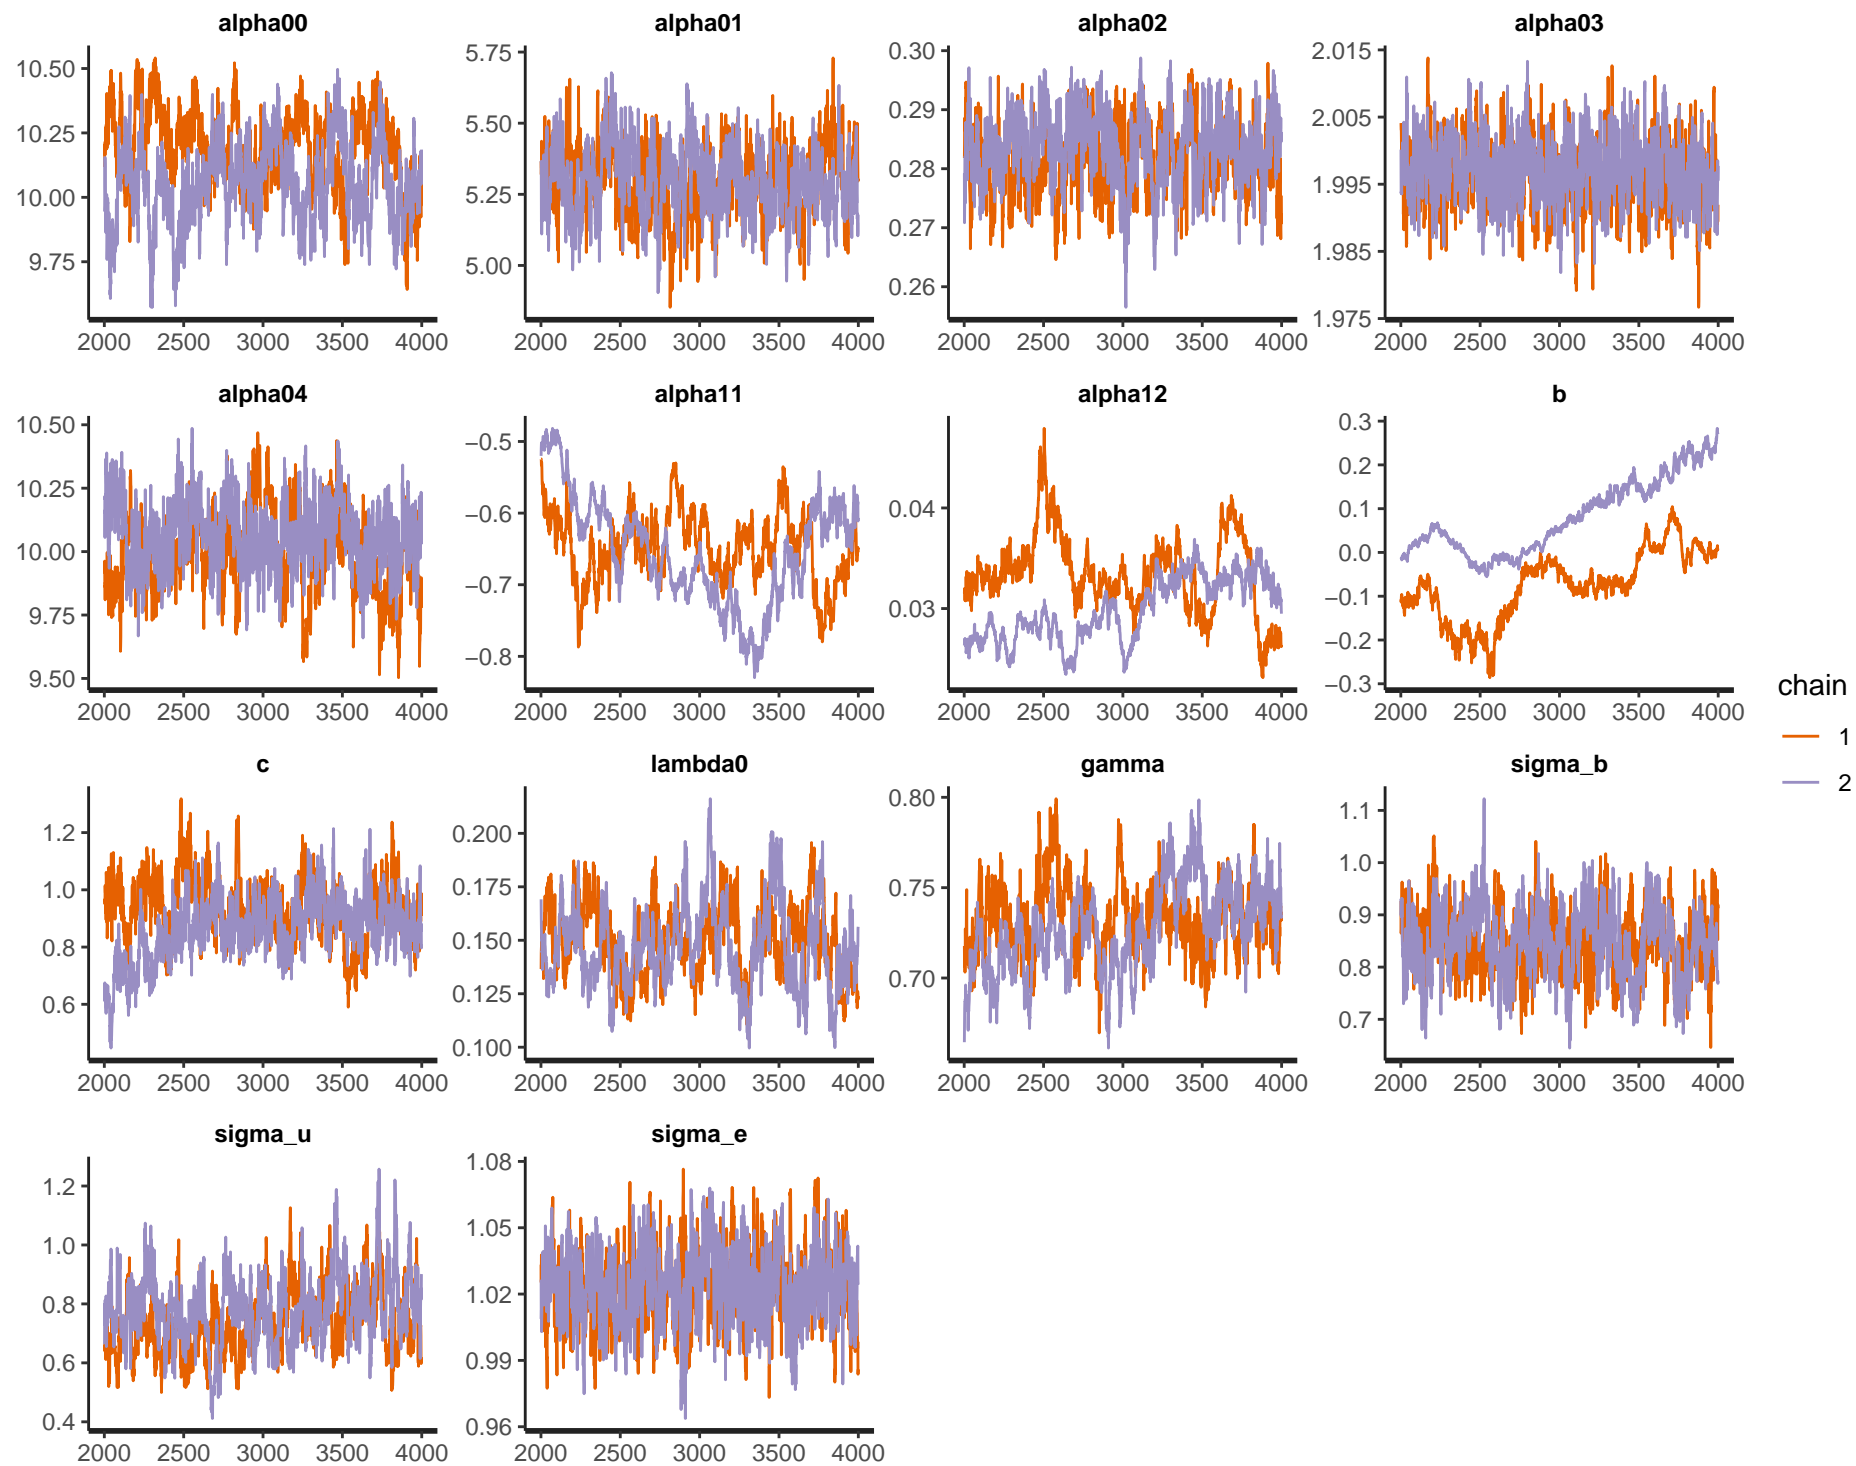 alpha00 alpha01 alpha02 alpha03
10.50 10.25 10.00 9.75
5.75 5.50 5.25 5.00
0.30 0.29 0.28 0.27 0.26
2.015 2.005 1.995 1.985 1.975
2000 2500 3000 3500 4000 2000 2500 3000 3500 4000 2000 2500 3000 3500 4000 2000 2500 3000 3500 4000
alpha04 alpha11 alpha12 b
10.50 10.25 10.00 9.75 9.50
−0.5 −0.6 −0.7 −0.8
0.04 0.03
0.3 0.2 0.1 0.0 −0.1 −0.2 −0.3
2000 2500 3000 3500 4000 2000 2500 3000 3500 4000 2000 2500 3000 3500 4000 2000 2500 3000 3500 4000
chain
1
2
c lambda0 gamma sigma_b
1.2 1.0 0.8 0.6
0.200 0.175 0.150 0.125 0.100
0.80 0.75 0.70
1.1 1.0 0.9 0.8 0.7
2000 2500 3000 3500 4000 2000 2500 3000 3500 4000 2000 2500 3000 3500 4000 2000 2500 3000 3500 4000
sigma_u sigma_e
1.2 1.0 0.8 0.6 0.4
1.08 1.05 1.02 0.99 0.96
2000 2500 3000 3500 4000 2000 2500 3000 3500 4000